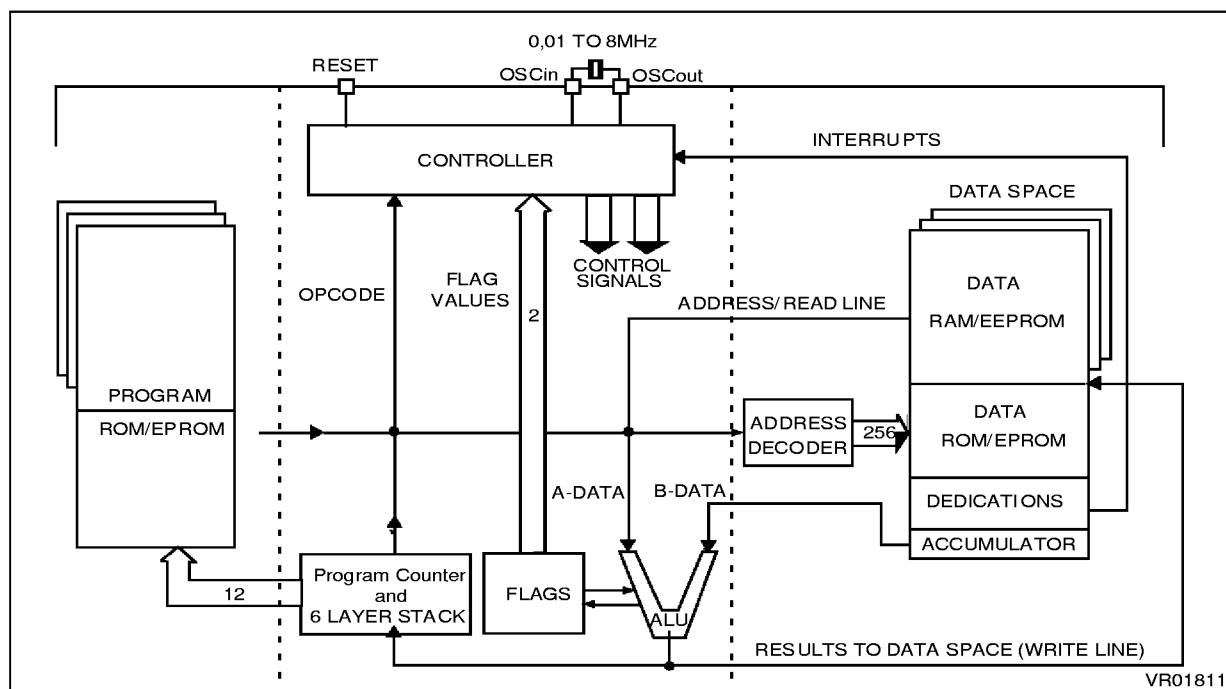 0,01 TO 8MHz
RESET
OSCin
OSCout
CONTROLLER
INTERRUPTS
DATA SPACE
OPCODE
FLAG
VALUES
2
CONTROL
SIGNALS
ADDRESS/ READ LINE
DATA
RAM/EEPROM
PROGRAM
ROM/EPROM
ADDRESS
DECODER
256
DATA
ROM/EPROM
A-DATA
B-DATA
DEDICATIONS
ACCUMULATOR
12
Program Counter
and
6 LAYER STACK
FLAGS
ALU
RESULTS TO DATA SPACE (WRITE LINE)
VR01811